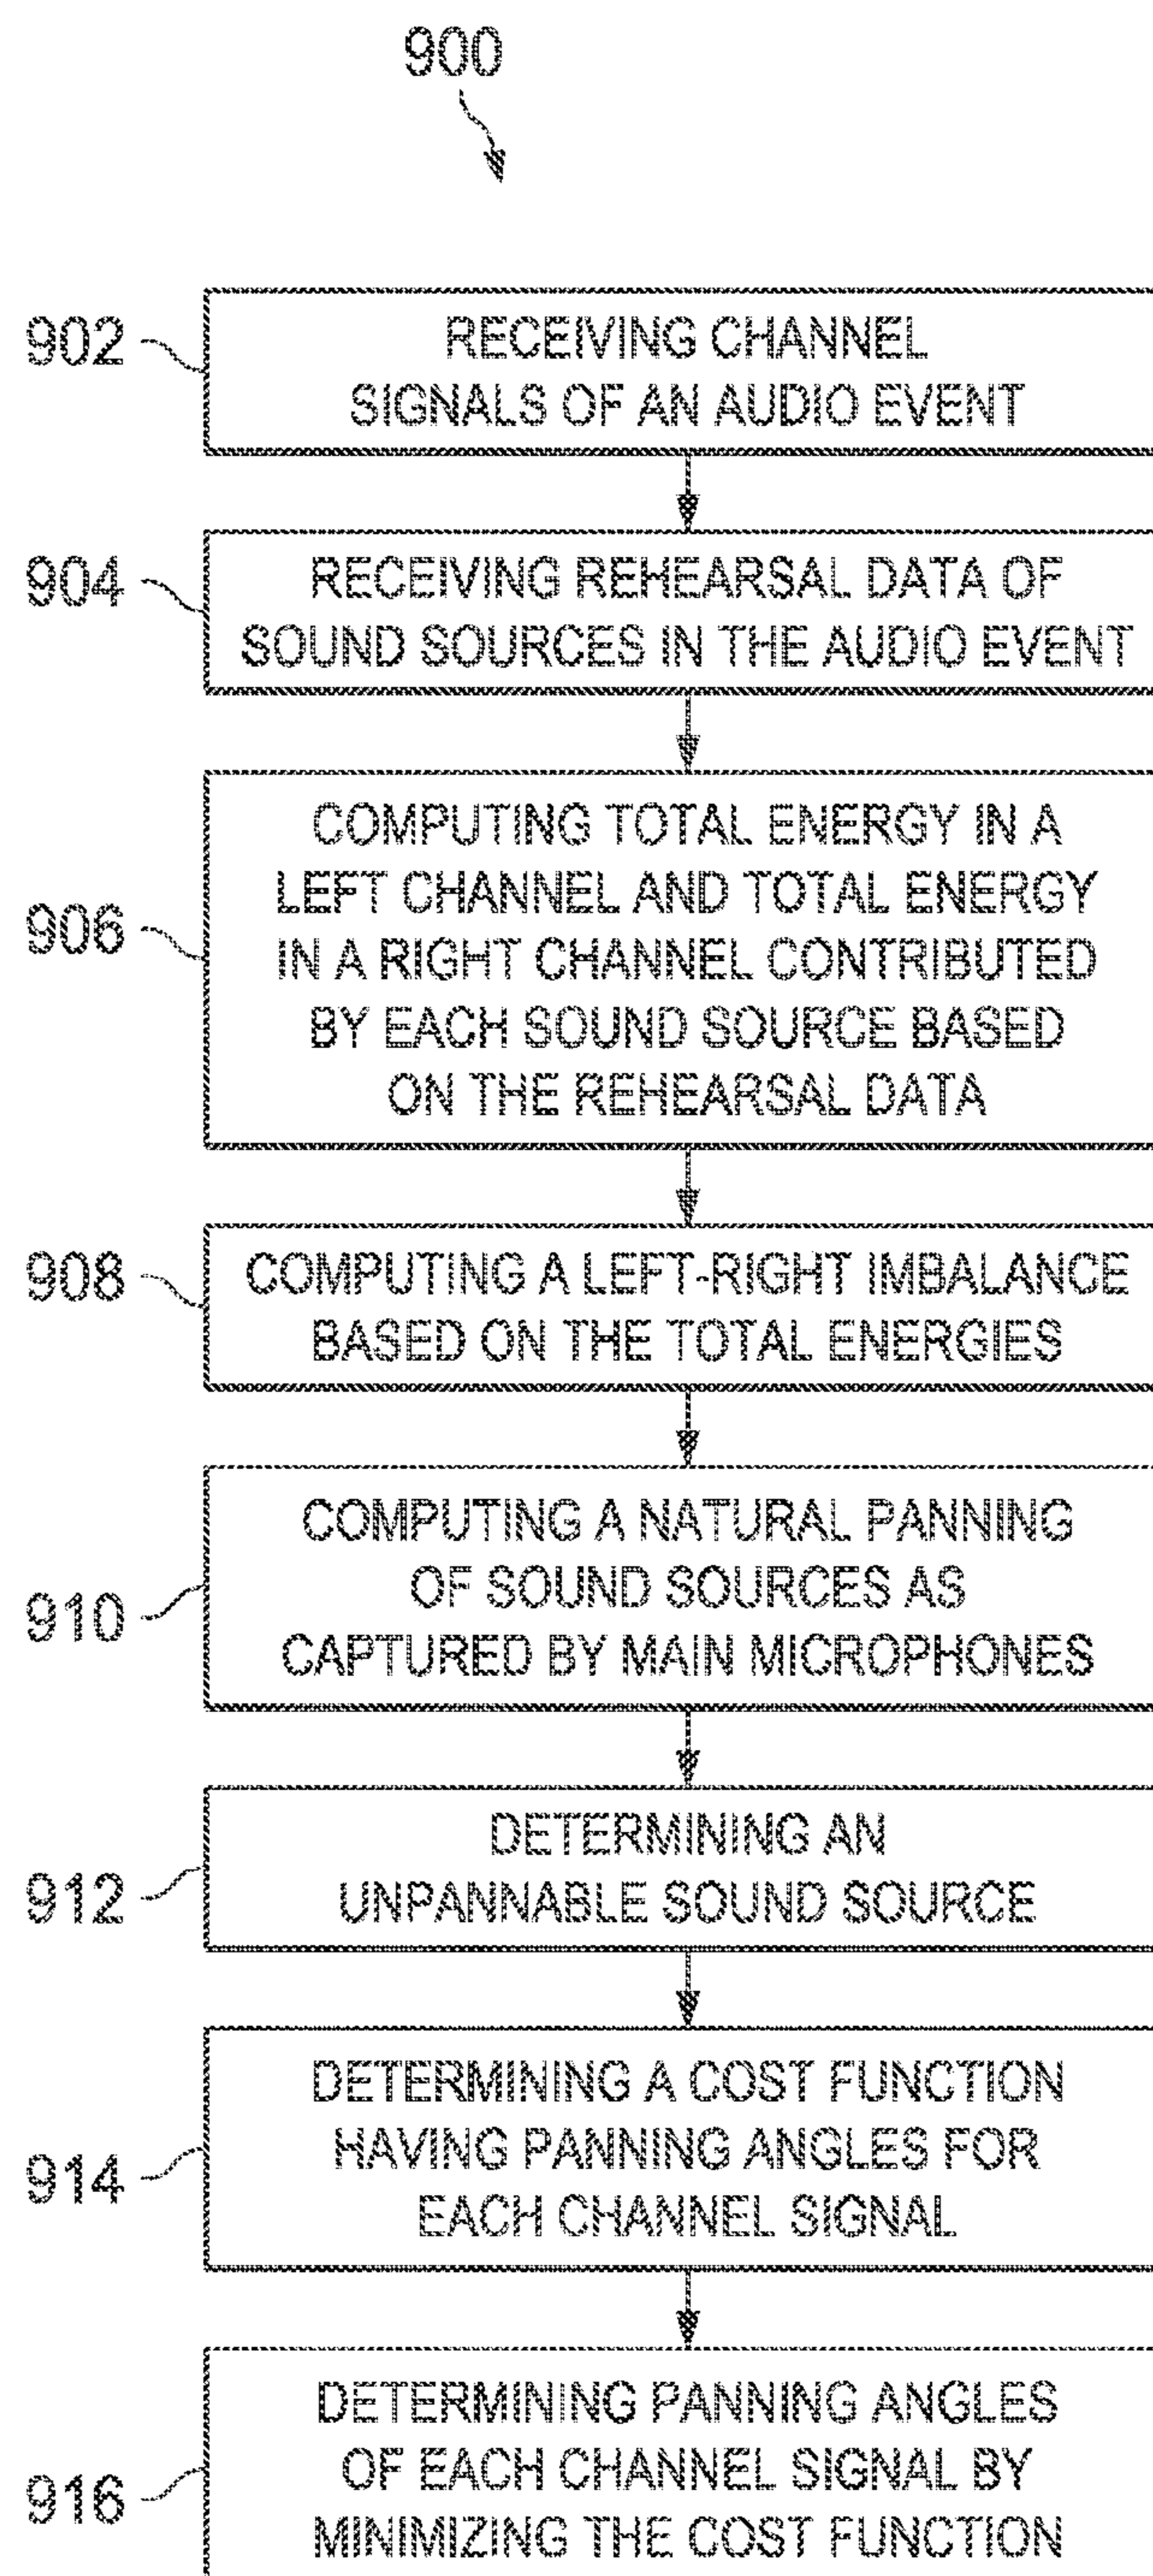 900
902
RECEIVING CHANNEL
SIGNALS OF AN AUDIO EVENT
904
RECEIVING REHEARSAL DATA OF
SOUND SOURCES IN THE AUDIO EVENT
906
COMPUTING TOTAL ENERGY IN A
LEFT CHANNEL AND TOTAL ENERGY
IN A RIGHT CHANNEL CONTRIBUTED
BY EACH SOUND SOURCE BASED
ON THE REHEARSAL DATA
908
COMPUTING A LEFT-RIGHT IMBALANCE
BASED ON THE TOTAL ENERGIES
910
COMPUTING A NATURAL PANNING
OF SOUND SOURCES AS
CAPTURED BY MAIN MICROPHONES
912
DETERMINING AN
UNPANNABLE SOUND SOURCE
914
DETERMINING A COST FUNCTION
HAVING PANNING ANGLES FOR
EACH CHANNEL SIGNAL
916
DETERMINING PANNING ANGLES
OF EACH CHANNEL SIGNAL BY
MINIMIZING THE COST FUNCTION